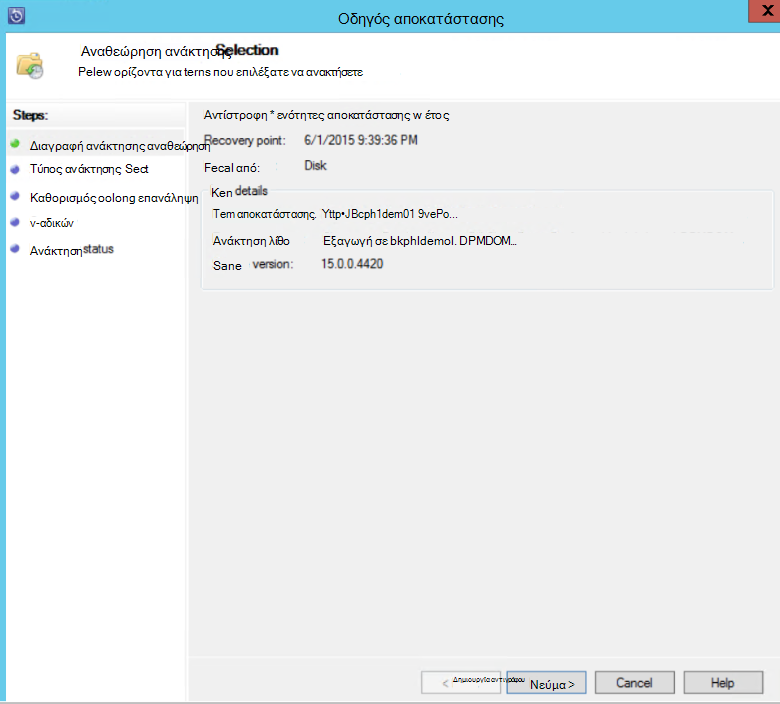 Οδηγός αποκατάστασης
X
Αναθεώρηση ανάκτησης Selection
Pelew ορίζοντα για terns που επιλέξατε να ανακτήσετε
Steps:
Διαγραφή ανάκτησης αναθεώρηση
Τύπος ανάκτησης Sect
Καθορισμός oolong επανάληψη
ν-αδικών
Ανάκτηση status
Αντίστροφη * ενότητες αποκατάστασης w έτος
Recovery point: 6/1/2015 9:39:36 PM
Fecal από: Disk
Ken details
Tem αποκατάστασης. Yttp•JBcph1dem01 9vePo...
Ανάκτηση λίθο Εξαγωγή σε bkphldemol. DPMDOM...
Sane version: 15.0.0.4420
< Δημιουργία αντιγράφου
Νεύμα >
Cancel
Help